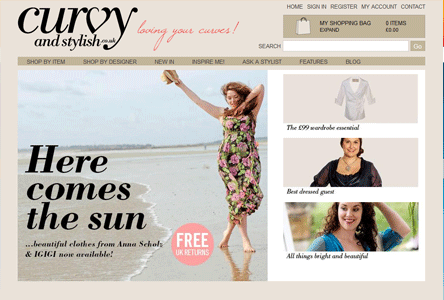 curvy
and stylish.co.uk
loving your curves!
HOME SIGN IN REGISTER MY ACCOUNT CONTACT
MY SHOPPING BAG 0 ITEMS
EXPAND £0.00
SEARCH Go
SHOP BY ITEM SHOP BY DESIGNER NEW IN INSPIRE ME! ASK A STYLIST FEATURES BLOG
Here
comes
the sun
...beautiful clothes from Anna Scholz
& IGIGI now available!
FREE
UK RETURNS
The £99 wardrobe essential
Best dressed guest
All things bright and beautiful